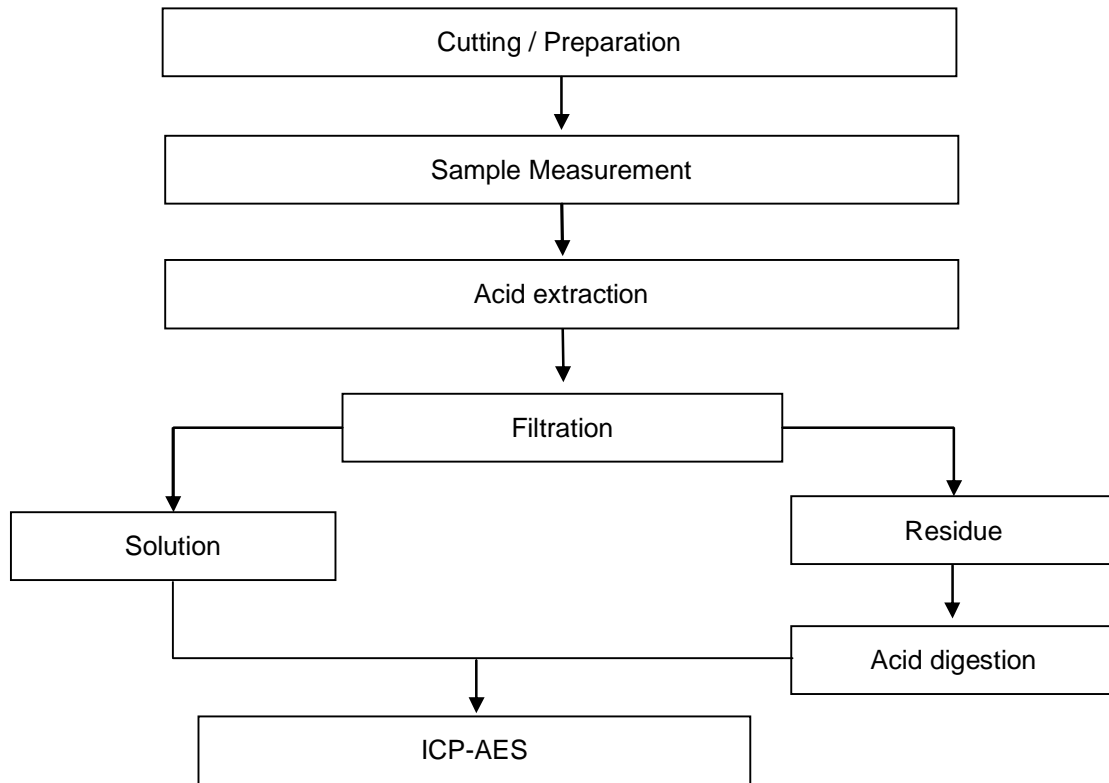 Cutting / Preparation
Sample Measurement
Acid extraction
Filtration
Solution
Residue
Acid digestion
ICP-AES